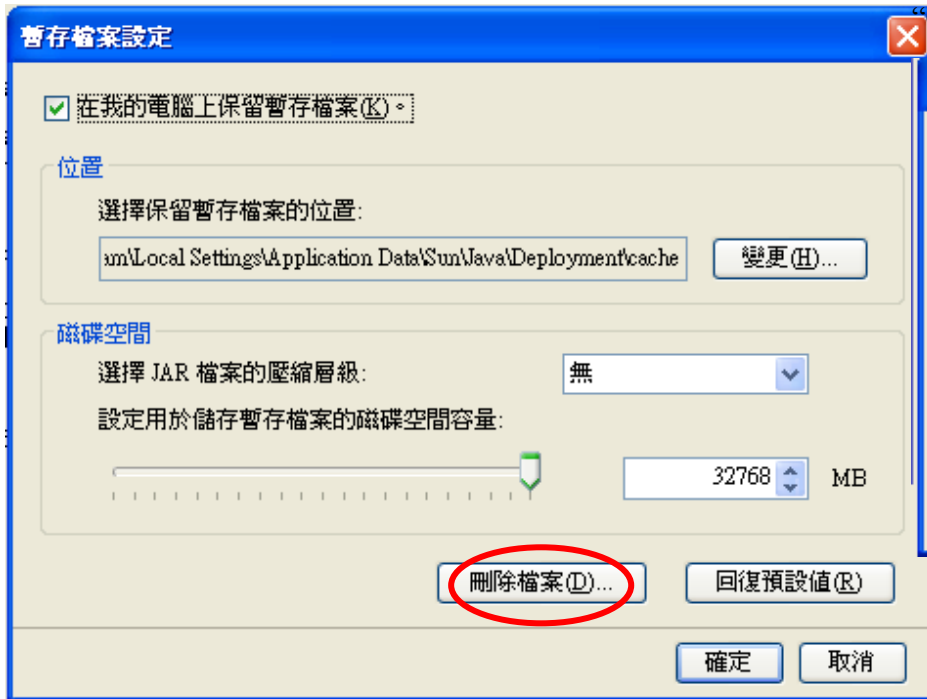 暫存檔案設定
在我的電腦上保留暫存檔案(K)。
位置
選擇保留暫存檔案的位置:
\Local Settings\Application Data\Sun\Java\Deployment\cache
變更(H)...
磁碟空間
選擇 JAR 檔案的壓縮層級:
無
設定用於儲存暫存檔案的磁碟空間容量:
32768 MB
刪除檔案(D)...
回復預設值(R)
確定
取消